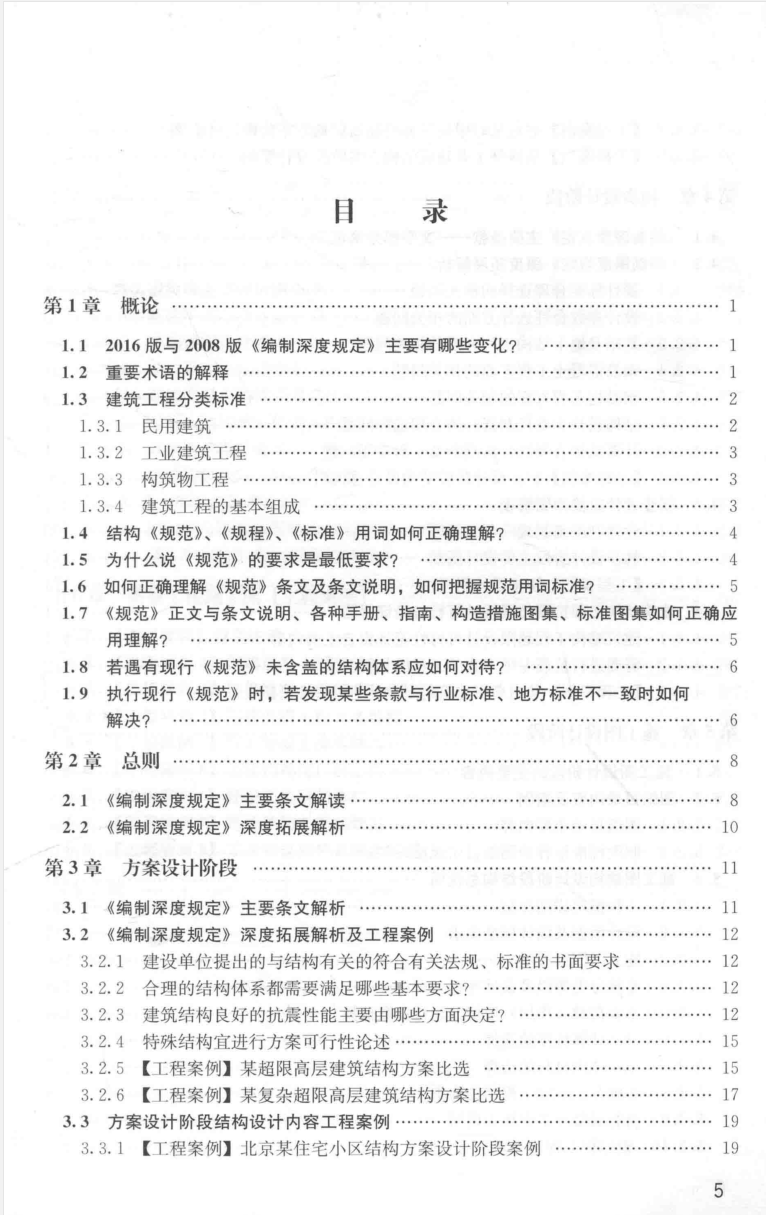 目 录
第1章 概论 …… 1
1.1 2016版与2008版《编制深度规定》主要有哪些变化？ …… 1
1.2 重要术语的解释 …… 1
1.3 建筑工程分类标准 …… 2
1.3.1 民用建筑 …… 2
1.3.2 工业建筑工程 …… 3
1.3.3 构筑物工程 …… 3
1.3.4 建筑工程的基本组成 …… 3
1.4 结构《规范》、《规程》、《标准》用词如何正确理解？ …… 4
1.5 为什么说《规范》的要求是最低要求？ …… 4
1.6 如何正确理解《规范》条文及条文说明，如何把握规范用词标准？ …… 5
1.7 《规范》正文与条文说明、各种手册、指南、构造措施图集、标准图集如何正确应
用理解？ …… 5
1.8 若遇有现行《规范》未含盖的结构体系应如何对待？ …… 6
1.9 执行现行《规范》时，若发现某些条款与行业标准、地方标准不一致时如何
解决？ …… 6
第2章 总则 …… 8
2.1 《编制深度规定》主要条文解读 …… 8
2.2 《编制深度规定》深度拓展解析 …… 10
第3章 方案设计阶段 …… 11
3.1 《编制深度规定》主要条文解析 …… 11
3.2 《编制深度规定》深度拓展解析及工程案例 …… 12
3.2.1 建设单位提出的与结构有关的符合有关法规、标准的书面要求 …… 12
3.2.2 合理的结构体系都需要满足哪些基本要求？ …… 12
3.2.3 建筑结构良好的抗震性能主要由哪些方面决定？ …… 12
3.2.4 特殊结构宜进行方案可行性论述 …… 15
3.2.5 【工程案例】某超限高层建筑结构方案比选 …… 15
3.2.6 【工程案例】某复杂超限高层建筑结构方案比选 …… 17
3.3 方案设计阶段结构设计内容工程案例 …… 19
3.3.1 【工程案例】北京某住宅小区结构方案设计阶段案例 …… 19
5